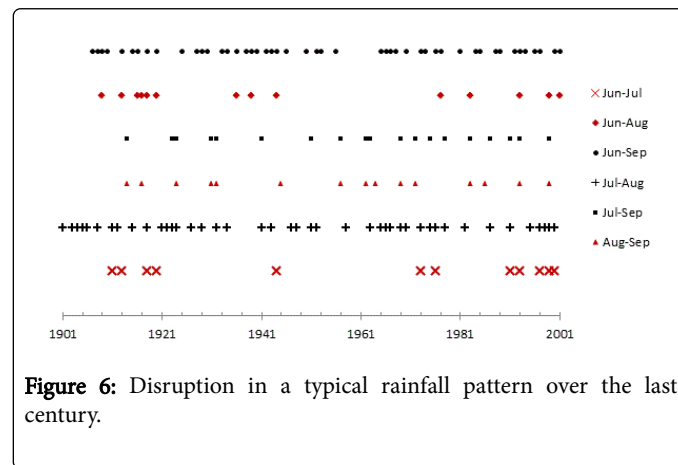 Jun-Jul
Jun-Aug
Jun-Sep
Jul-Aug
Jul-Sep
Aug-Sep
1901 1921 1941 1961 1981 2001
Figure 6: Disruption in a typical rainfall pattern over the last
century.